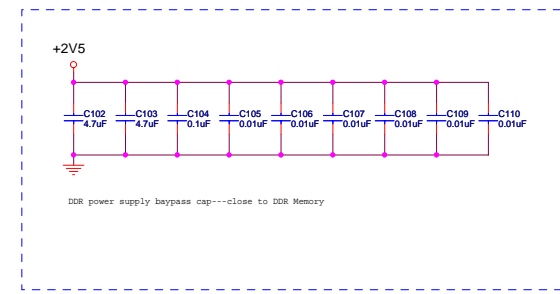 +2V5
C102 C103 C104 C105 C106 C107 C108 C109 C110
4.7uF 4.7uF 0.1uF 0.01uF 0.01uF 0.01uF 0.01uF 0.01uF 0.01uF
DDR power supply baypass cap---close to DDR Memory